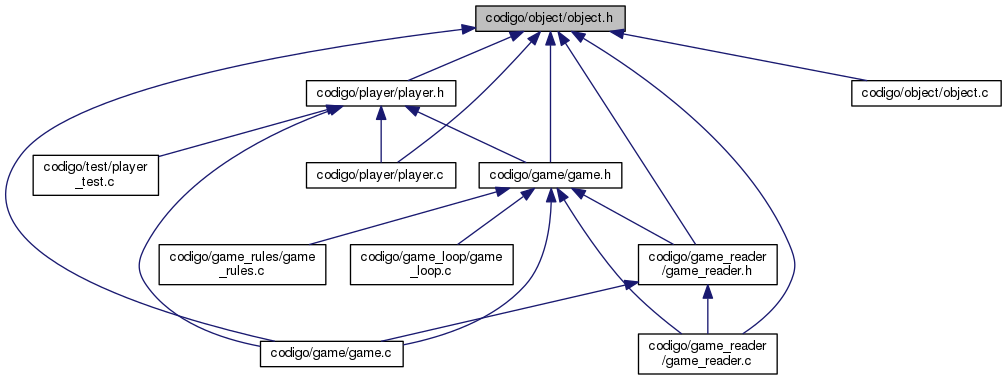 codigo/object/object.h
codigo/player/player.h
codigo/object/object.c
codigo/test/player
_test.c
codigo/player/player.c
codigo/game/game.h
codigo/game_rules/game
_rules.c
codigo/game_loop/game
_loop.c
codigo/game_reader
/game_reader.h
codigo/game/game.c
codigo/game_reader
/game_reader.c